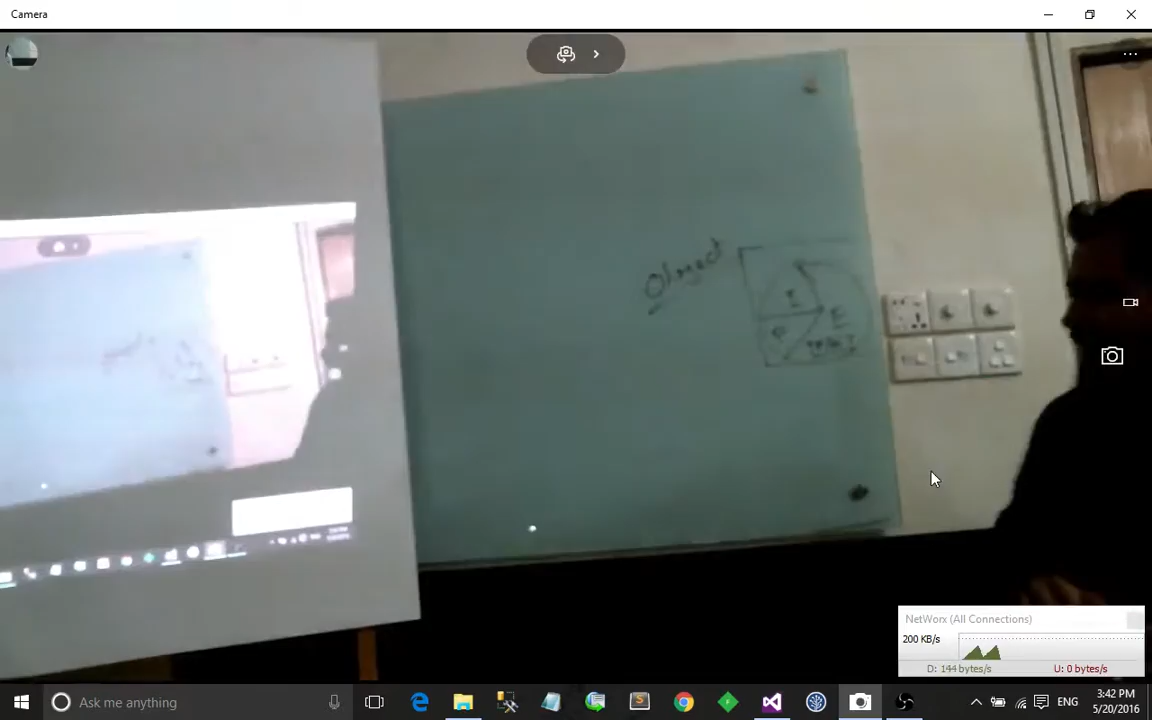 Camera
Object
I
NetWorx (All Connections)
200 KB/s
D: 144 bytes/s U: 0 bytes/s
Ask me anything
ENG
3:42 PM
5/20/2016